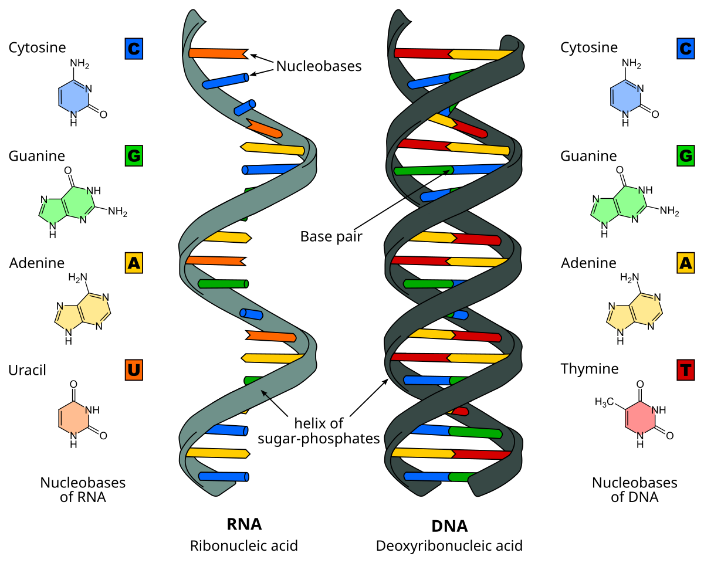 Cytosine C
NH₂
N
N
H
O
Guanine G
O
N
NH
N
H
N
NH₂
Adenine A
H₂N
N
N
N
H
N
Uracil U
O
NH
N
H
O
Nucleobases
of RNA
Nucleobases
Base pair
helix of
sugar-phosphates
RNA
Ribonucleic acid
DNA
Deoxyribonucleic acid
Cytosine C
NH₂
N
N
H
O
Guanine G
O
N
NH
N
H
N
NH₂
Adenine A
H₂N
N
N
N
H
N
Thymine T
O
H₃C
NH
N
H
O
Nucleobases
of DNA